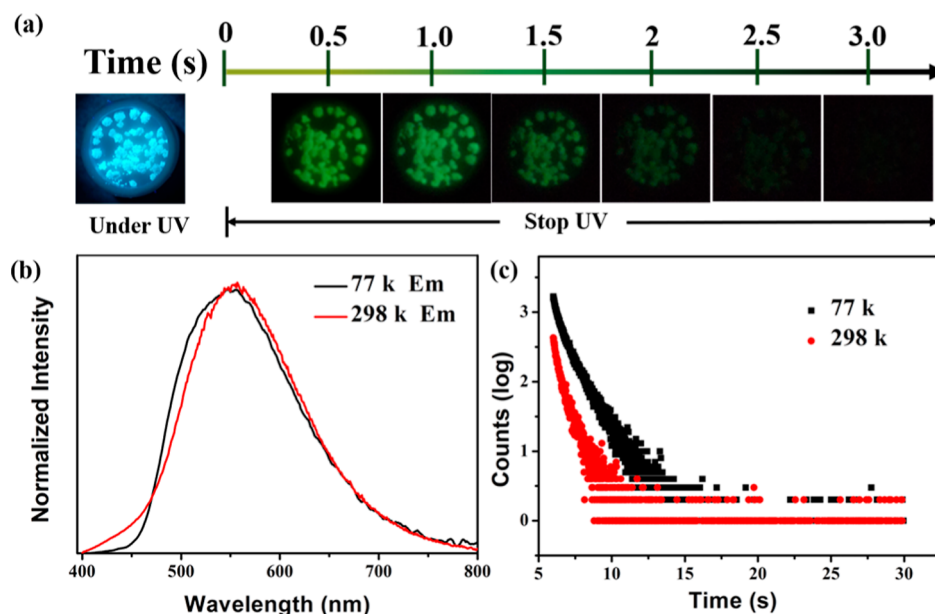 (a)
0 0.5 1.0 1.5 2 2.5 3.0
Time (s)
Under UV
Stop UV
(b)
77 k Em
298 k Em
Normalized Intensity
400 500 600 700 800
Wavelength (nm)
(c)
77 k
298 k
Counts (log)
3
2
1
0
5 10 15 20 25 30
Time (s)